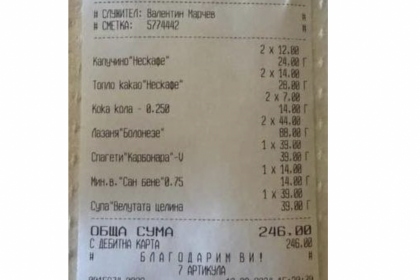 # СЛУЖИТЕЛ: Валентин Марчев
# СМЕТКА: 5774442
2 x 12.00
Капучино"Нескафе" 24.00 Г
2 x 14.00
Топло какао"Нескафе" 28.00 Г
2 x 7.00
Кока кола - 0.250 14.00 Г
2 x 44.00
Лазаня"Болонезе" 88.00 Г
1 x 39.00
Спагети"Карбонара"-V 39.00 Г
1 x 14.00
Мин.в."Сан бене"0.75 14.00 Г
1 x 39.00
Супа"Велутата целина 39.00 Г
ОБЩА СУМА 246.00
С ДЕБИТНА КАРТА 246.00
# БЛАГОДАРИМ ВИ! #
7 АРТИКУЛА